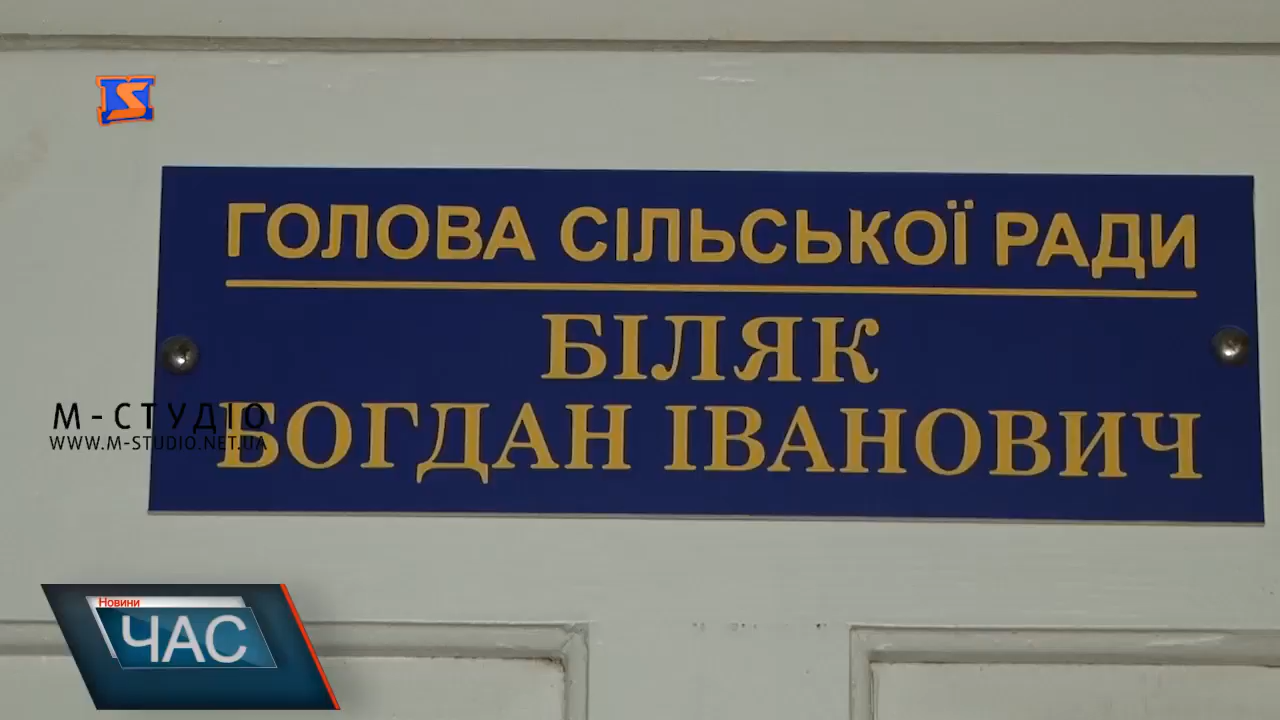 ГОЛОВА СІЛЬСЬКОЇ РАДИ
БІЛЯК
БОГДАН ІВАНОВИЧ
М-СТУДІО
WWW.M-STUDIO.NET.UA
Новини
ЧАС